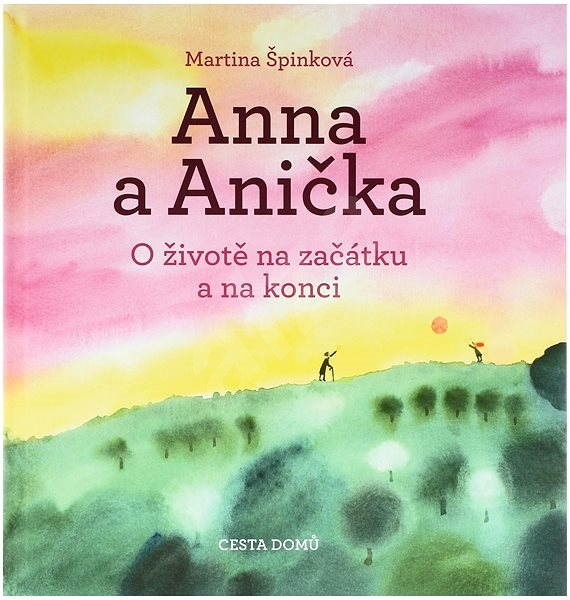 Martina Špinková
Anna
a Anička
O životě na začátku
a na konci
CESTA DOMŮ